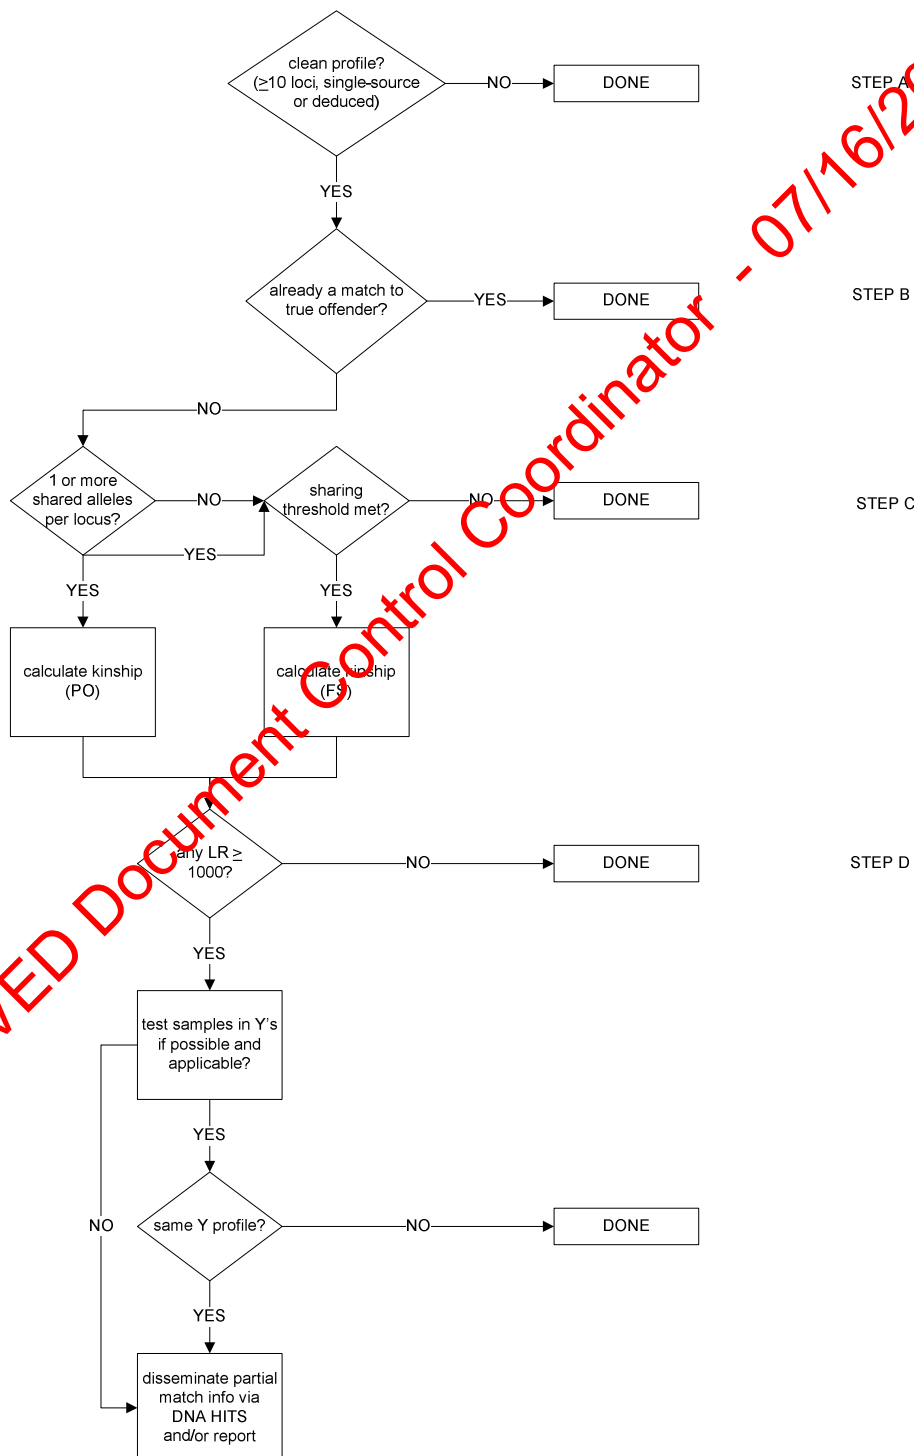 clean profile?
(≥10 loci, single-source
or deduced)
NO
DONE
STEP A
YES
already a match to
true offender?
YES
DONE
STEP B
NO
1 or more
shared alleles
per locus?
NO
sharing
threshold met?
NO
DONE
STEP C
YES
YES
YES
calculate kinship
(PO)
calculate kinship
(FS)
any LR ≥
1000?
NO
DONE
STEP D
YES
test samples in Y's
if possible and
applicable?
YES
NO
same Y profile?
NO
DONE
YES
disseminate partial
match info via
DNA HITS
and/or report
VED Document Control Coordinator - 07/16/20